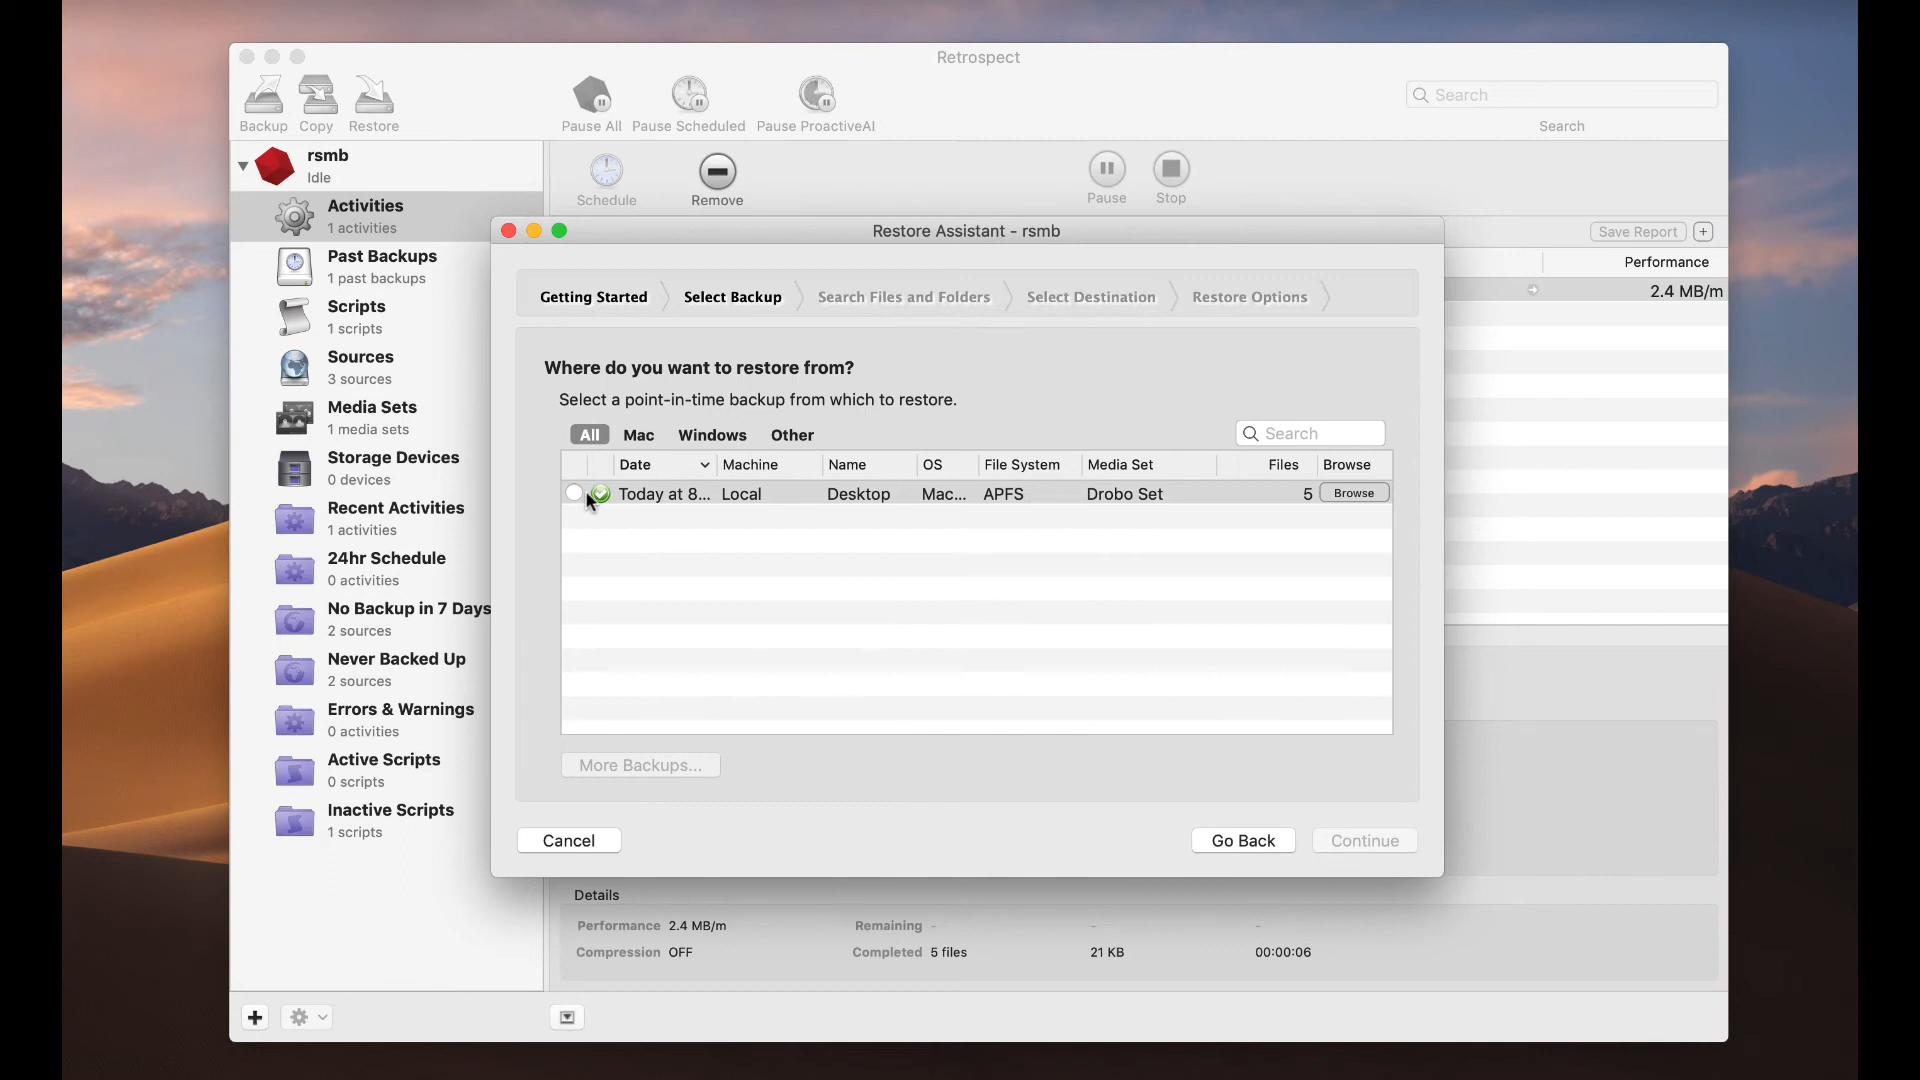 Retrospect
Backup Copy Restore
Pause All Pause Scheduled Pause ProactiveAI
Search
Search
rsmb
Idle
Activities
1 activities
Past Backups
1 past backups
Scripts
1 scripts
Sources
3 sources
Media Sets
1 media sets
Storage Devices
0 devices
Recent Activities
1 activities
24hr Schedule
0 activities
No Backup in 7 Days
2 sources
Never Backed Up
2 sources
Errors & Warnings
0 activities
Active Scripts
0 scripts
Inactive Scripts
1 scripts
Schedule Remove Pause Stop
Save Report +
Performance
2.4 MB/m
Restore Assistant - rsmb
Getting Started Select Backup Search Files and Folders Select Destination Restore Options
Where do you want to restore from?
Select a point-in-time backup from which to restore.
All Mac Windows Other Search
Date Machine Name OS File System Media Set Files Browse
Today at 8... Local Desktop Mac... APFS Drobo Set 5 Browse
More Backups...
Cancel Go Back Continue
Details
Performance 2.4 MB/m Remaining - - -
Compression OFF Completed 5 files 21 KB 00:00:06